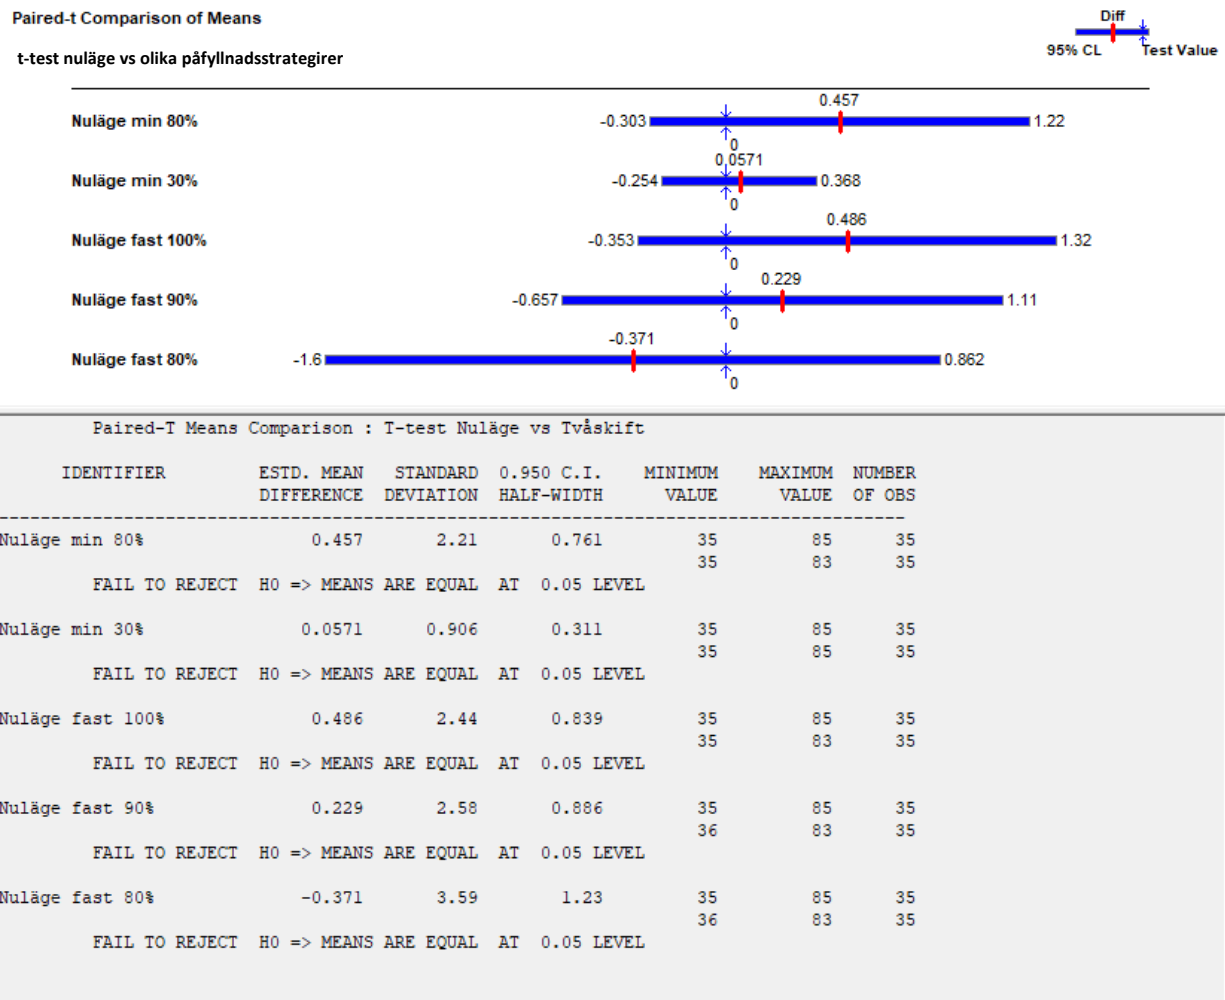 Paired-t Comparison of Means
Diff
95% CL Test Value
t-test nuläge vs olika påfyllnadsstrategirer
Nuläge min 80% -0.303 0.457 1.22
0
Nuläge min 30% -0.254 0.0571 0.368
0
Nuläge fast 100% -0.353 0.486 1.32
0
Nuläge fast 90% -0.657 0.229 1.11
0
Nuläge fast 80% -1.6 -0.371 0.862
0
Paired-T Means Comparison : T-test Nuläge vs Tvåskift
IDENTIFIER ESTD. MEAN STANDARD 0.950 C.I. MINIMUM MAXIMUM NUMBER
DIFFERENCE DEVIATION HALF-WIDTH VALUE VALUE OF OBS
Nuläge min 80% 0.457 2.21 0.761 35 85 35
35 83 35
FAIL TO REJECT H0 => MEANS ARE EQUAL AT 0.05 LEVEL
Nuläge min 30% 0.0571 0.906 0.311 35 85 35
35 85 35
FAIL TO REJECT H0 => MEANS ARE EQUAL AT 0.05 LEVEL
Nuläge fast 100% 0.486 2.44 0.839 35 85 35
35 83 35
FAIL TO REJECT H0 => MEANS ARE EQUAL AT 0.05 LEVEL
Nuläge fast 90% 0.229 2.58 0.886 35 85 35
36 83 35
FAIL TO REJECT H0 => MEANS ARE EQUAL AT 0.05 LEVEL
Nuläge fast 80% -0.371 3.59 1.23 35 85 35
36 83 35
FAIL TO REJECT H0 => MEANS ARE EQUAL AT 0.05 LEVEL